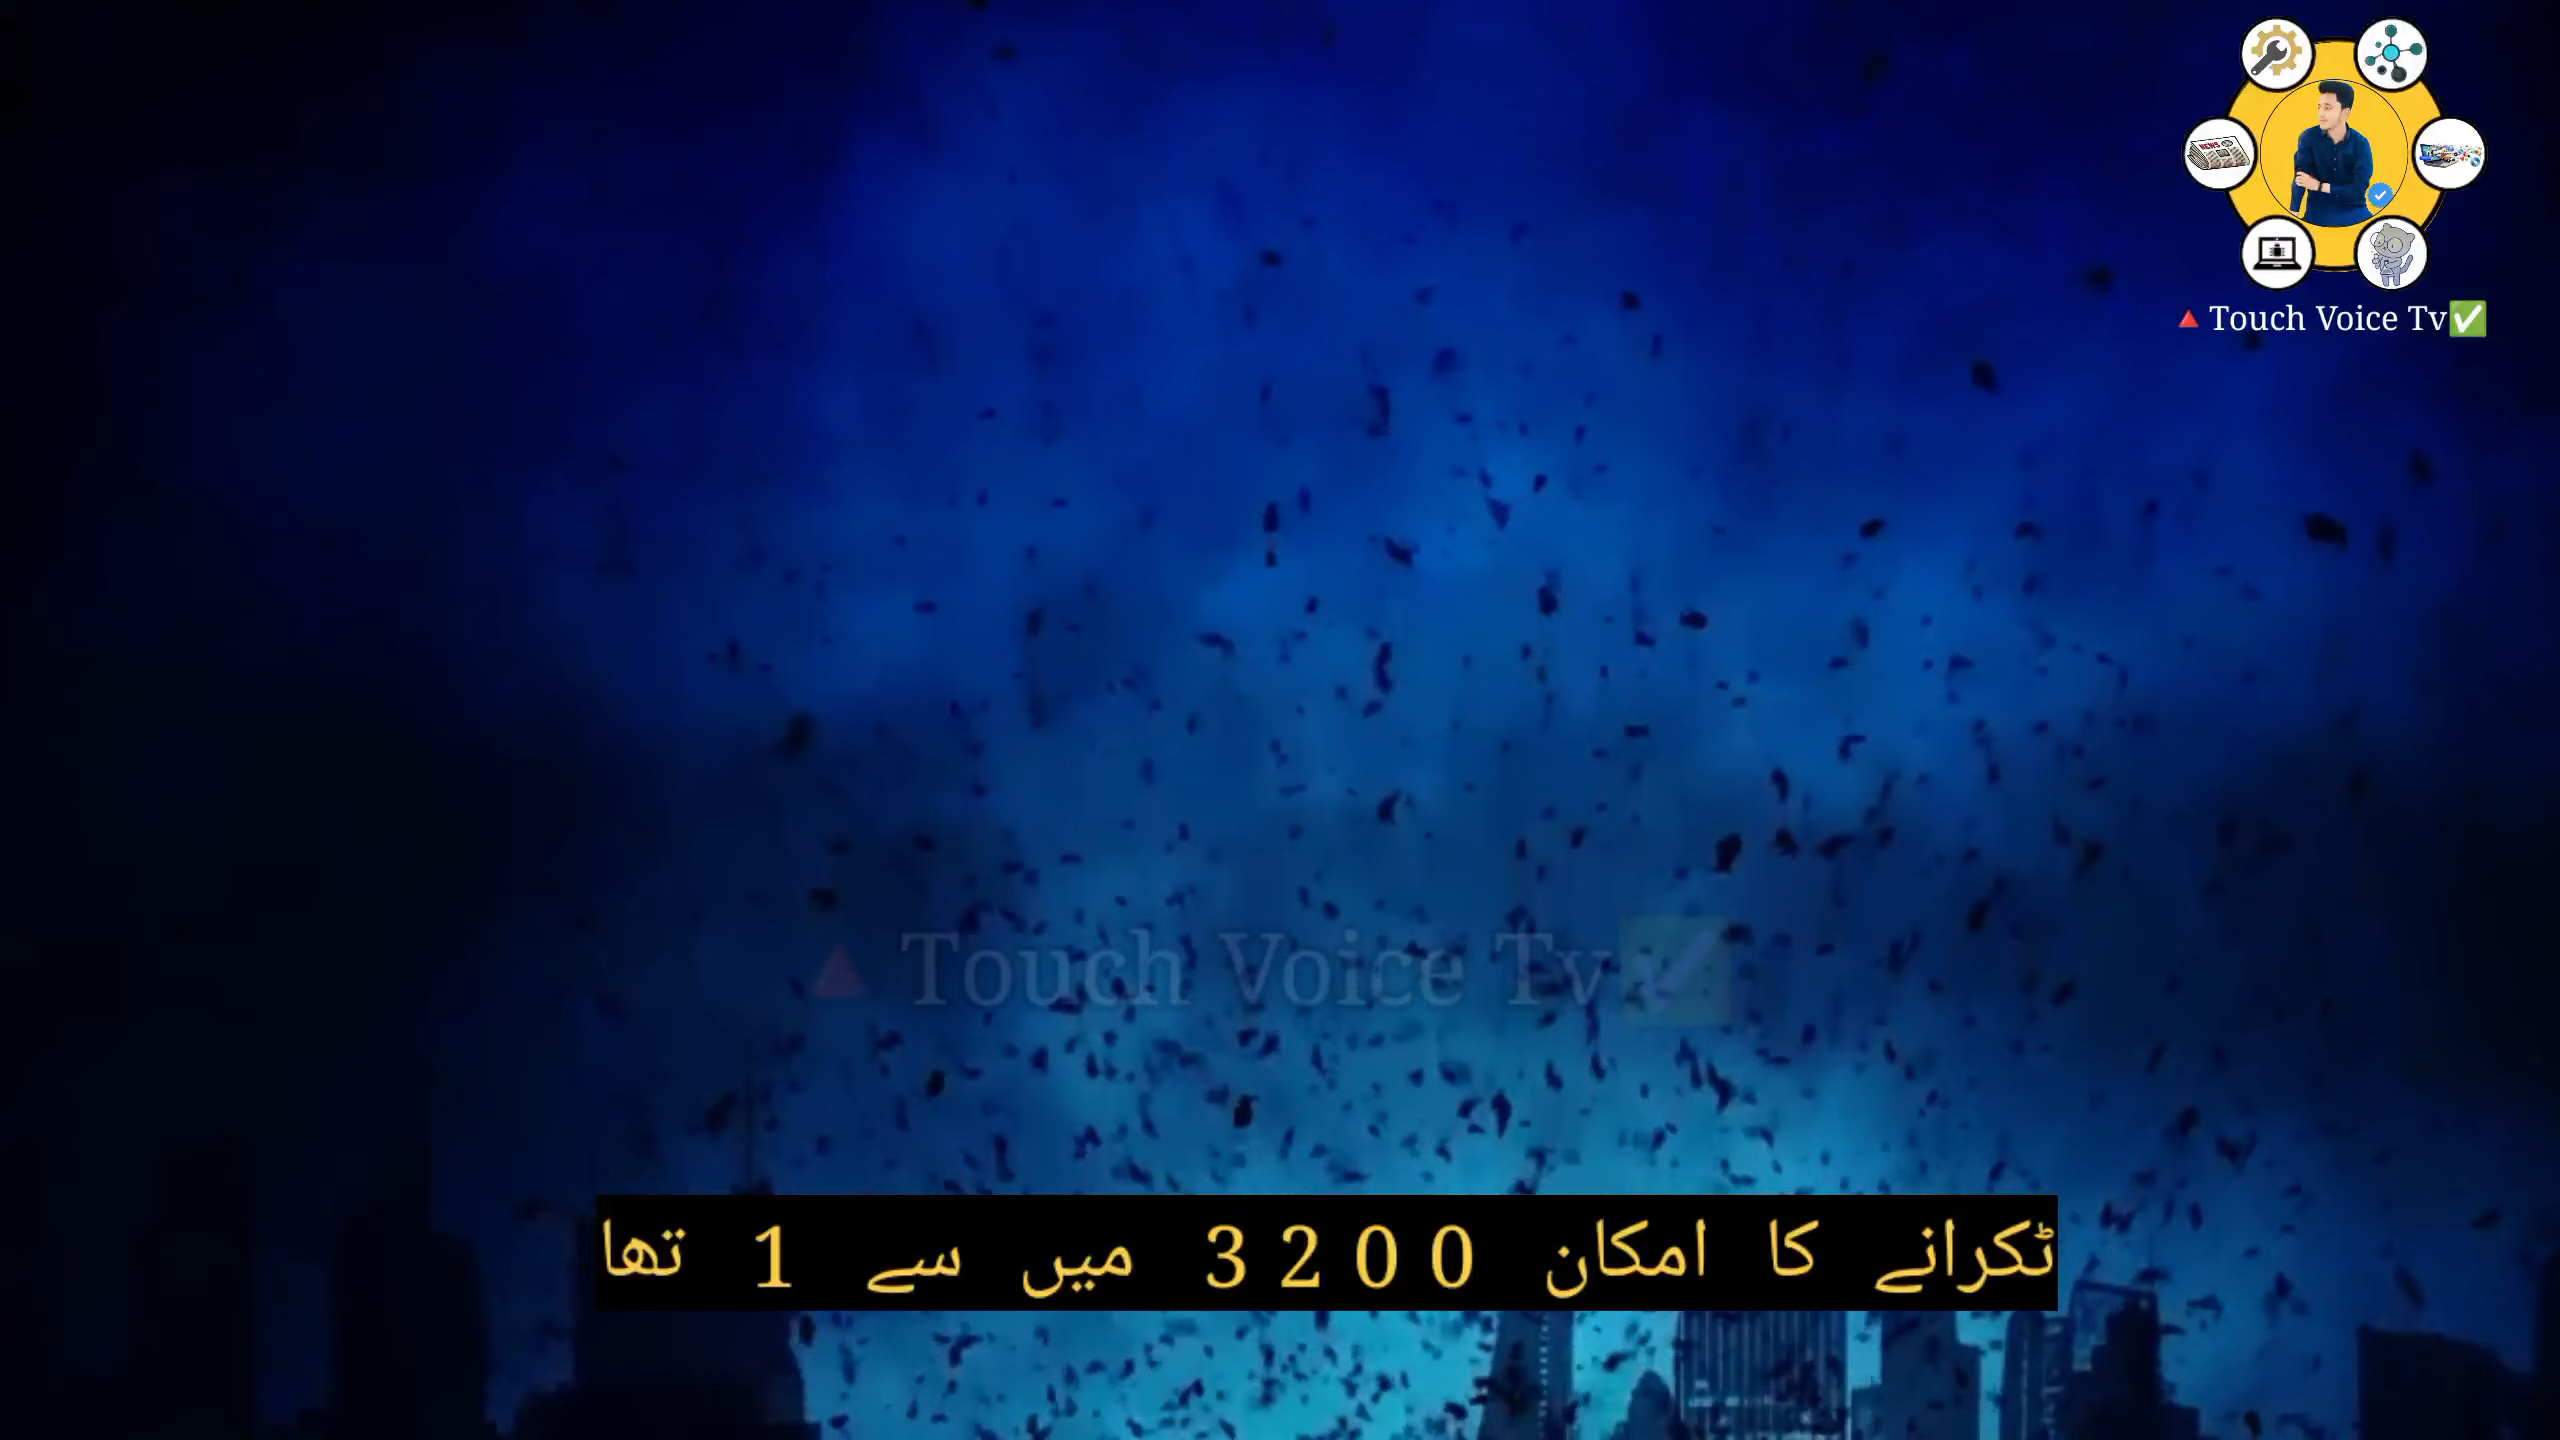 🔺Touch Voice Tv✅
🔺 Touch Voice Tv✅
ٹکرانے کا امکان 3200 میں سے 1 تھا